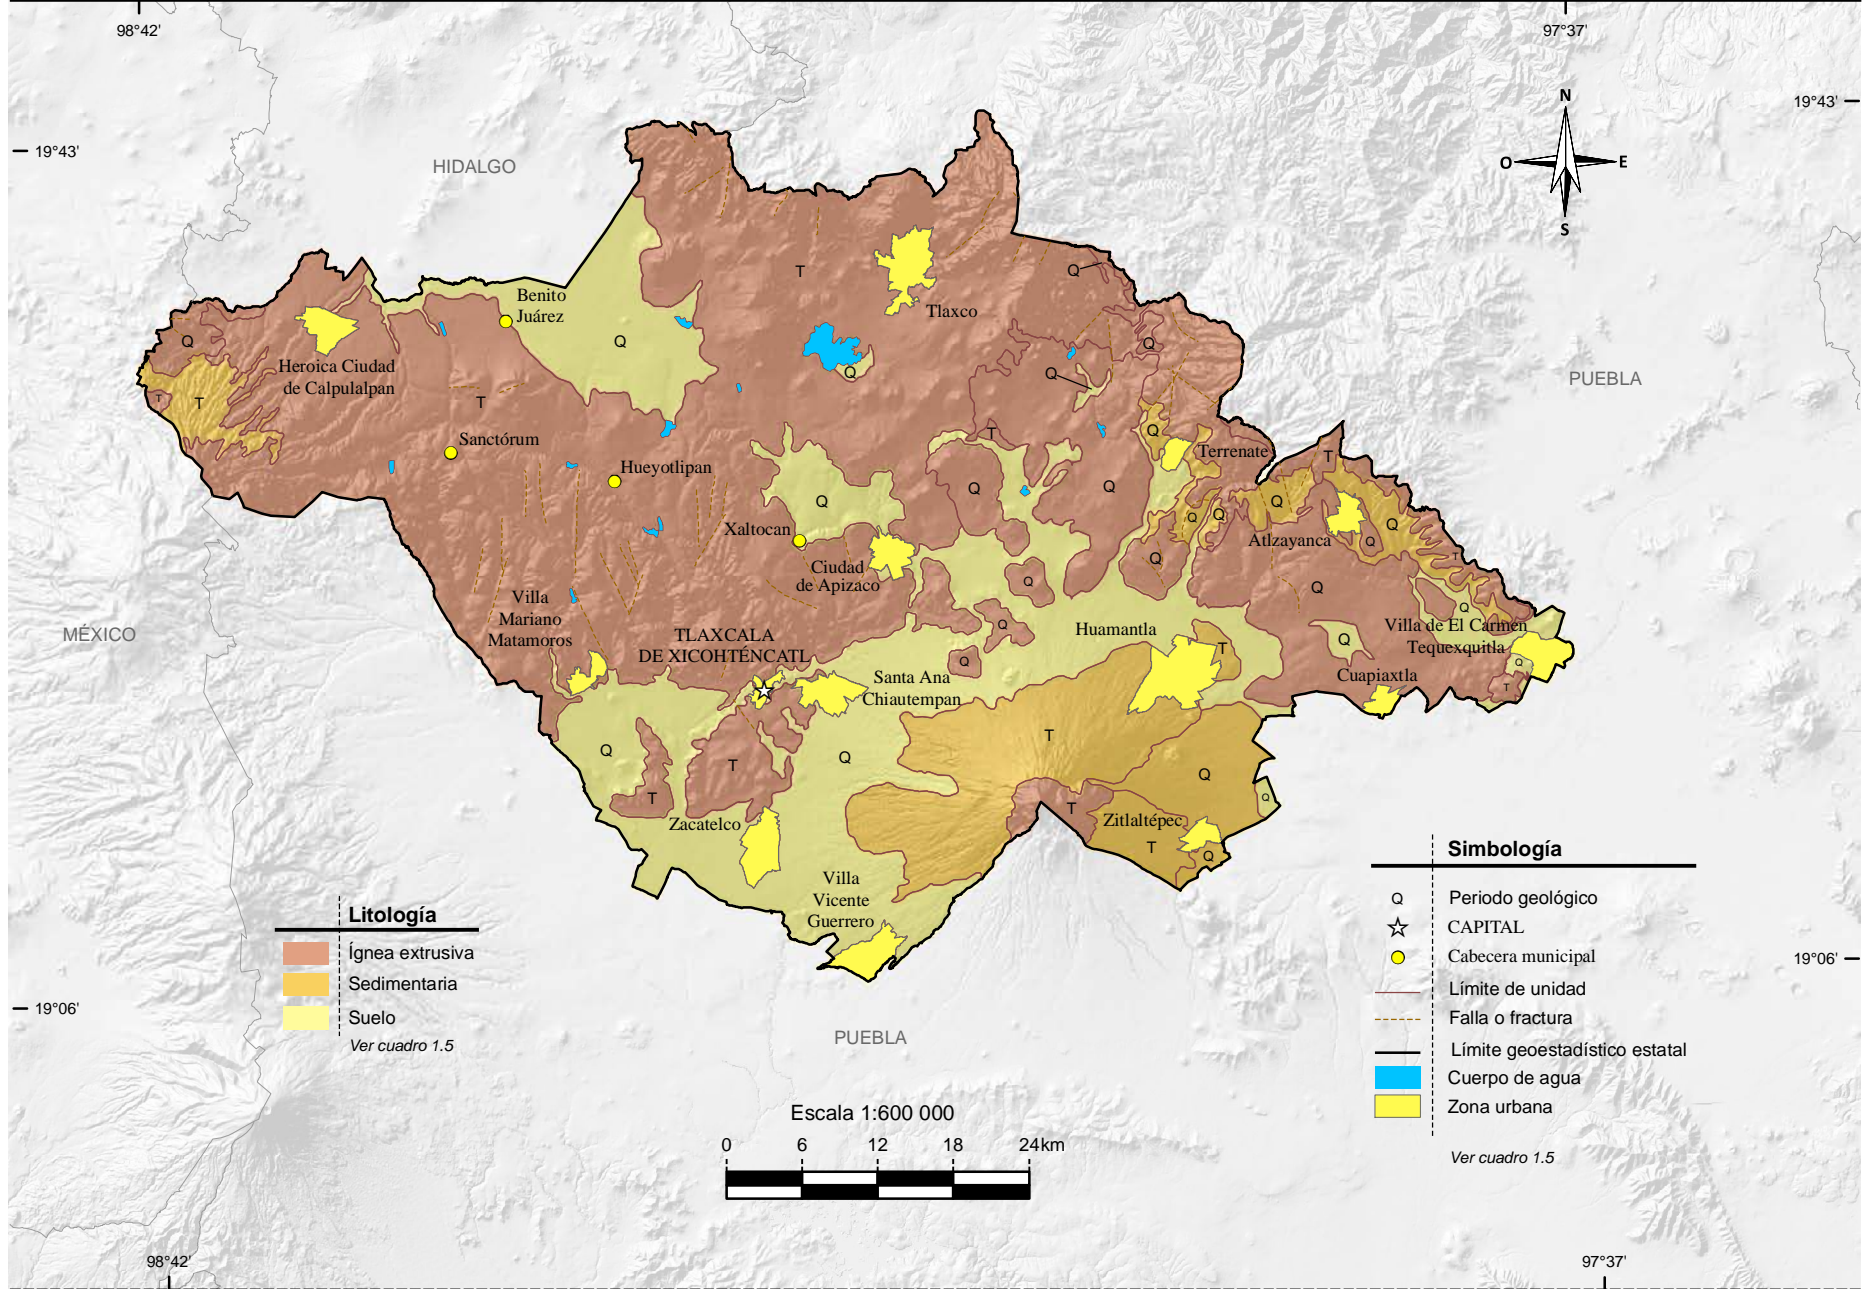 98°42'
97°37'
19°43'
N
O
E
S
19°43'
HIDALGO
T
Q
Tlaxco
Benito
Juárez
Q
Q
Q
Q
Heroica Ciudad
de Calpulalpan
Q
Q
PUEBLA
T
T
T
Sanctórum
T
Q
Terrenate
T
Hueyotlipan
Q
Q
Q
Q
Q
Q
Q
Xaltocan
Atlzayanca
Q
Q
Ciudad
de Apizaco
Q
T
Q
Q
Villa
Mariano
Matamoros
Q
MÉXICO
TLAXCALA
DE XICOHTÉNCATL
Q
Huamantla
Villa de El Carmen
Tequexquitla
Q
T
Q
Q
Santa Ana
Chiautempan
Cuapiaxtla
T
Q
T
Q
T
Q
T
Q
T
Zacatelco
Zitlaltépec
T
Q
Villa
Vicente
Guerrero
Litología
Ígnea extrusiva
Sedimentaria
Suelo
Ver cuadro 1.5
Simbología
Q Periodo geológico
CAPITAL
Cabecera municipal
Límite de unidad
Falla o fractura
Límite geoestadístico estatal
Cuerpo de agua
Zona urbana
Ver cuadro 1.5
19°06'
19°06'
PUEBLA
Escala 1:600 000
0 6 12 18 24km
98°42'
97°37'